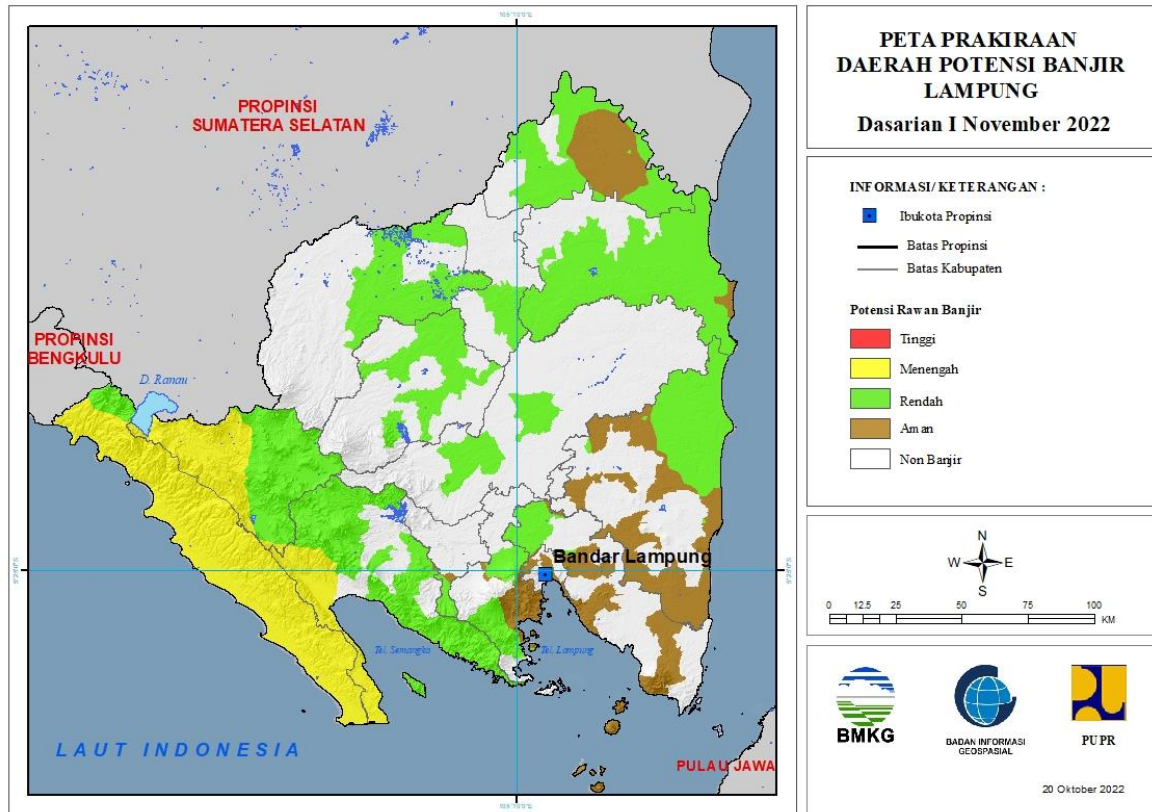 PETA PRAKIRAAN
DAERAH POTENSI BANJIR
LAMPUNG
Dasarian I November 2022
INFORMASI/KETERANGAN :
Ibukota Propinsi
Batas Propinsi
Batas Kabupaten
Potensi Rawan Banjir
Tinggi
Menengah
Rendah
Aman
Non Banjir
N
W E
S
0 12.5 25 50 75 100
KM
BMKG
BADAN INFORMASI
GEOSPASIAL
PUPR
20 Oktober 2022
PROPINSI
SUMATERA SELATAN
PROPINSI
BENGKULU
D. Ranau
Bandar Lampung
Tel. Semangka
Tel. Lampung
LAUT INDONESIA
PULAU JAWA